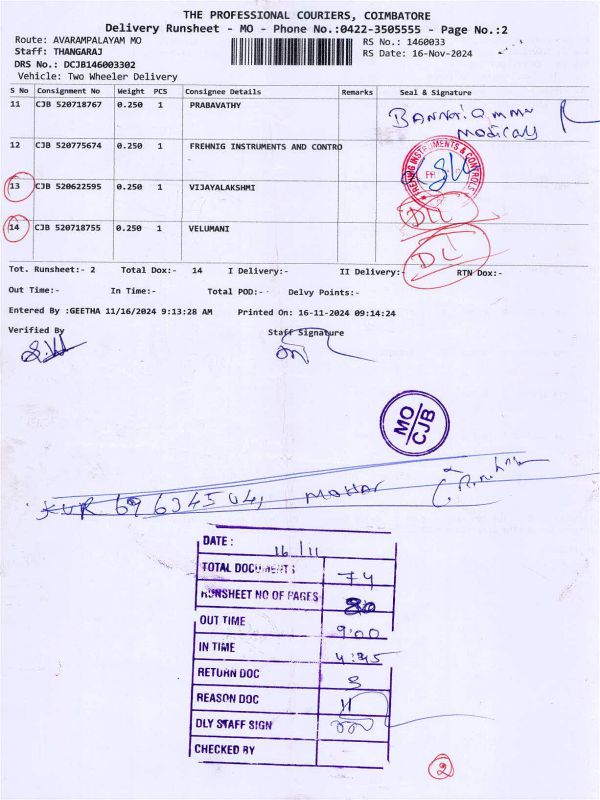 THE PROFESSIONAL COURIERS, COIMBATORE
Delivery Runsheet - MO - Phone No.:0422-3505555 - Page No.:2
Route: AVARAMPALAYAM MO
RS No.: 1460033
Staff: THANGARAJ
RS Date: 16-Nov-2024
DRS No.: DCJB146003302
Vehicle: Two Wheeler Delivery
S No Consignment No Weight PCS Consignee Details Remarks Seal & Signature
11 CJB 520718767 0.250 1 PRABAVATHY
12 CJB 520775674 0.250 1 FREHNIG INSTRUMENTS AND CONTRO
13 CJB 520622595 0.250 1 VIJAYALAKSHMI
DLL
14 CJB 520718755 0.250 1 VELUMANI
DL
Tot. Runsheet:- 2 Total Dox:- 14 I Delivery:- II Delivery:- RTN Dox:-
Out Time:- In Time:- Total POD:- Delvy Points:-
Entered By :GEETHA 11/16/2024 9:13:28 AM Printed On: 16-11-2024 09:14:24
Verified By Staff Signature
MO
CJB
DATE : 16/11
TOTAL DOCUMENTS 74
RUNSHEET NO OF PAGES
OUT TIME 9:00
IN TIME
RETURN DOC
REASON DOC
DLY STAFF SIGN
CHECKED BY
2